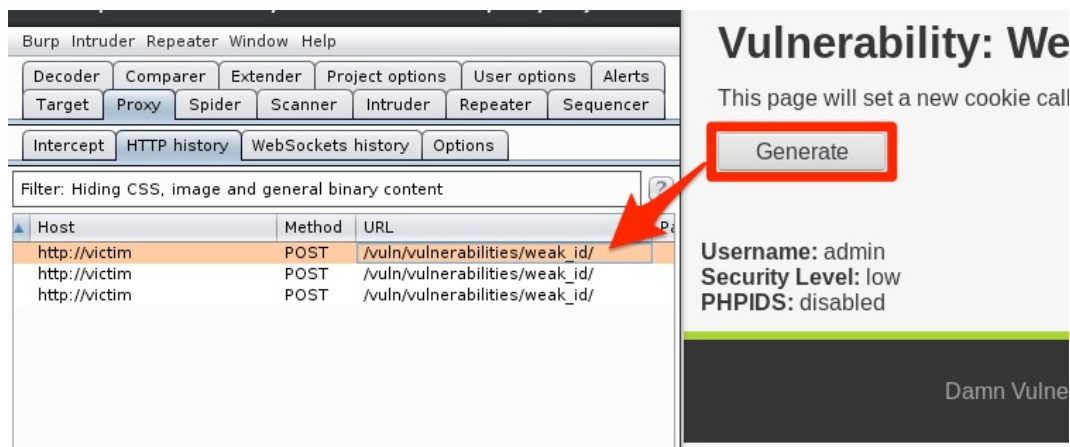 Burp Intruder Repeater Window Help
Decoder Comparer Extender Project options User options Alerts
Target Proxy Spider Scanner Intruder Repeater Sequencer
Intercept HTTP history WebSockets history Options
Filter: Hiding CSS, image and general binary content ?
Host Method URL
http://victim POST /vuln/vulnerabilities/weak_id/
http://victim POST /vuln/vulnerabilities/weak_id/
http://victim POST /vuln/vulnerabilities/weak_id/
Vulnerability: We
This page will set a new cookie call
Generate
Username: admin
Security Level: low
PHPIDS: disabled
Damn Vulne